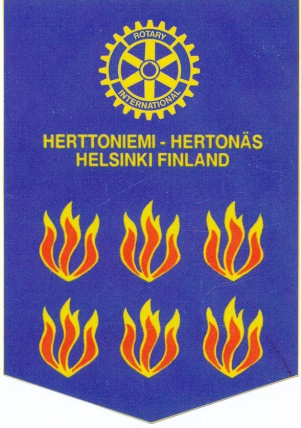 ROTARY
INTERNATIONAL
HERTTONIEMI - HERTONÄS
HELSINKI FINLAND